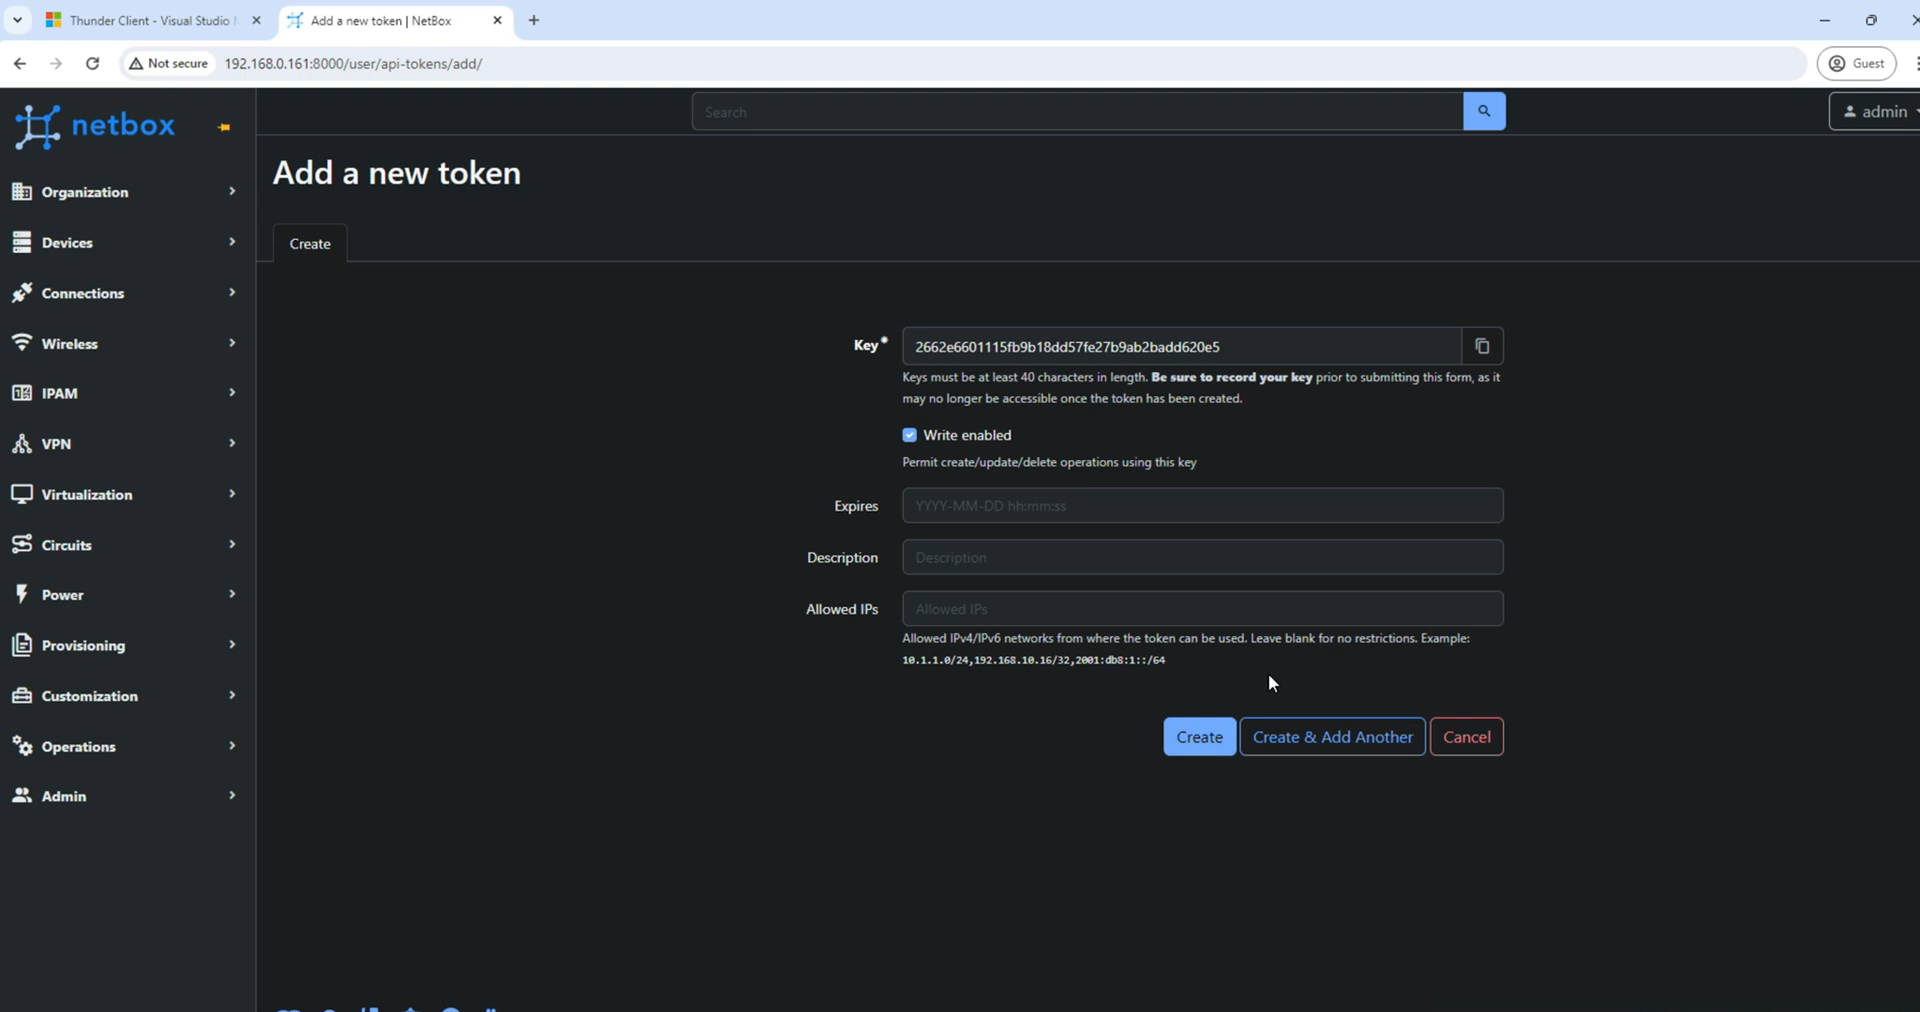 Thunder Client - Visual Studio
Add a new token | NetBox
Not secure
192.168.0.161:8000/user/api-tokens/add/
Guest
netbox
Search
admin
Add a new token
Organization
Devices
Create
Connections
Wireless
IPAM
VPN
Virtualization
Circuits
Power
Provisioning
Customization
Operations
Admin
Key*
2662e6601115fb9b18dd57fe27b9ab2badd620e5
Keys must be at least 40 characters in length. Be sure to record your key prior to submitting this form, as it
may no longer be accessible once the token has been created.
Write enabled
Permit create/update/delete operations using this key
Expires
YYYY-MM-DD hh:mm:ss
Description
Description
Allowed IPs
Allowed IPs
Allowed IPv4/IPv6 networks from where the token can be used. Leave blank for no restrictions. Example:
10.1.1.0/24,192.168.10.16/32,2001:db8:1::/64
Create
Create & Add Another
Cancel